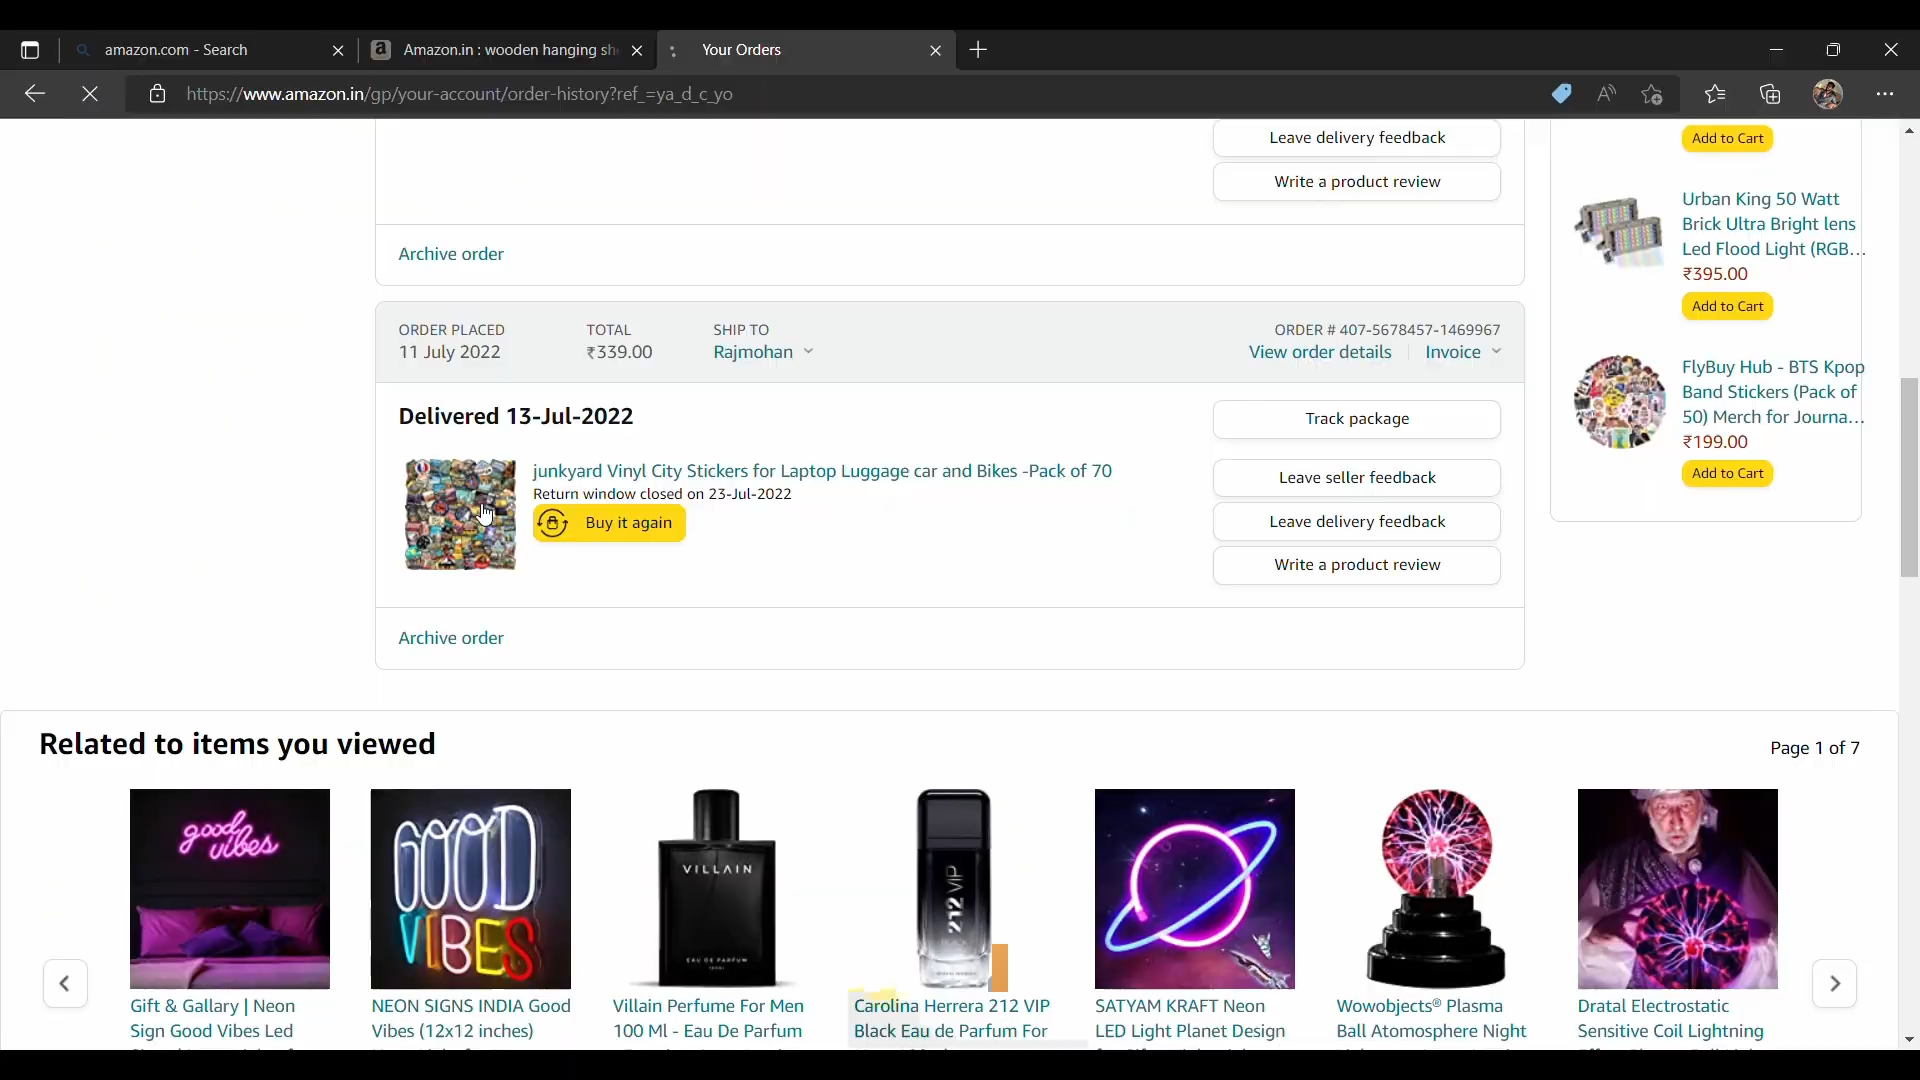 amazon.com - Search
Amazon.in : wooden hanging sh
Your Orders
https://www.amazon.in/gp/your-account/order-history?ref_=ya_d_c_yo
Leave delivery feedback
Write a product review
Archive order
Add to Cart
Urban King 50 Watt
Brick Ultra Bright lens
Led Flood Light (RGB...
₹395.00
Add to Cart
FlyBuy Hub - BTS Kpop
Band Stickers (Pack of
50) Merch for Journa...
₹199.00
Add to Cart
ORDER PLACED
11 July 2022
TOTAL
₹339.00
SHIP TO
Rajmohan
ORDER # 407-5678457-1469967
View order details
Invoice
Delivered 13-Jul-2022
junkyard Vinyl City Stickers for Laptop Luggage car and Bikes -Pack of 70
Return window closed on 23-Jul-2022
Buy it again
Track package
Leave seller feedback
Leave delivery feedback
Write a product review
Archive order
Related to items you viewed
Page 1 of 7
good
vibes
GOOD
VIBES
VILLAIN
EAU DE PARFUM
212 VIP
Gift & Gallary | Neon
Sign Good Vibes Led
NEON SIGNS INDIA Good
Vibes (12x12 inches)
Villain Perfume For Men
100 Ml - Eau De Parfum
Carolina Herrera 212 VIP
Black Eau de Parfum For
SATYAM KRAFT Neon
LED Light Planet Design
Wowobjects® Plasma
Ball Atomosphere Night
Dratal Electrostatic
Sensitive Coil Lightning